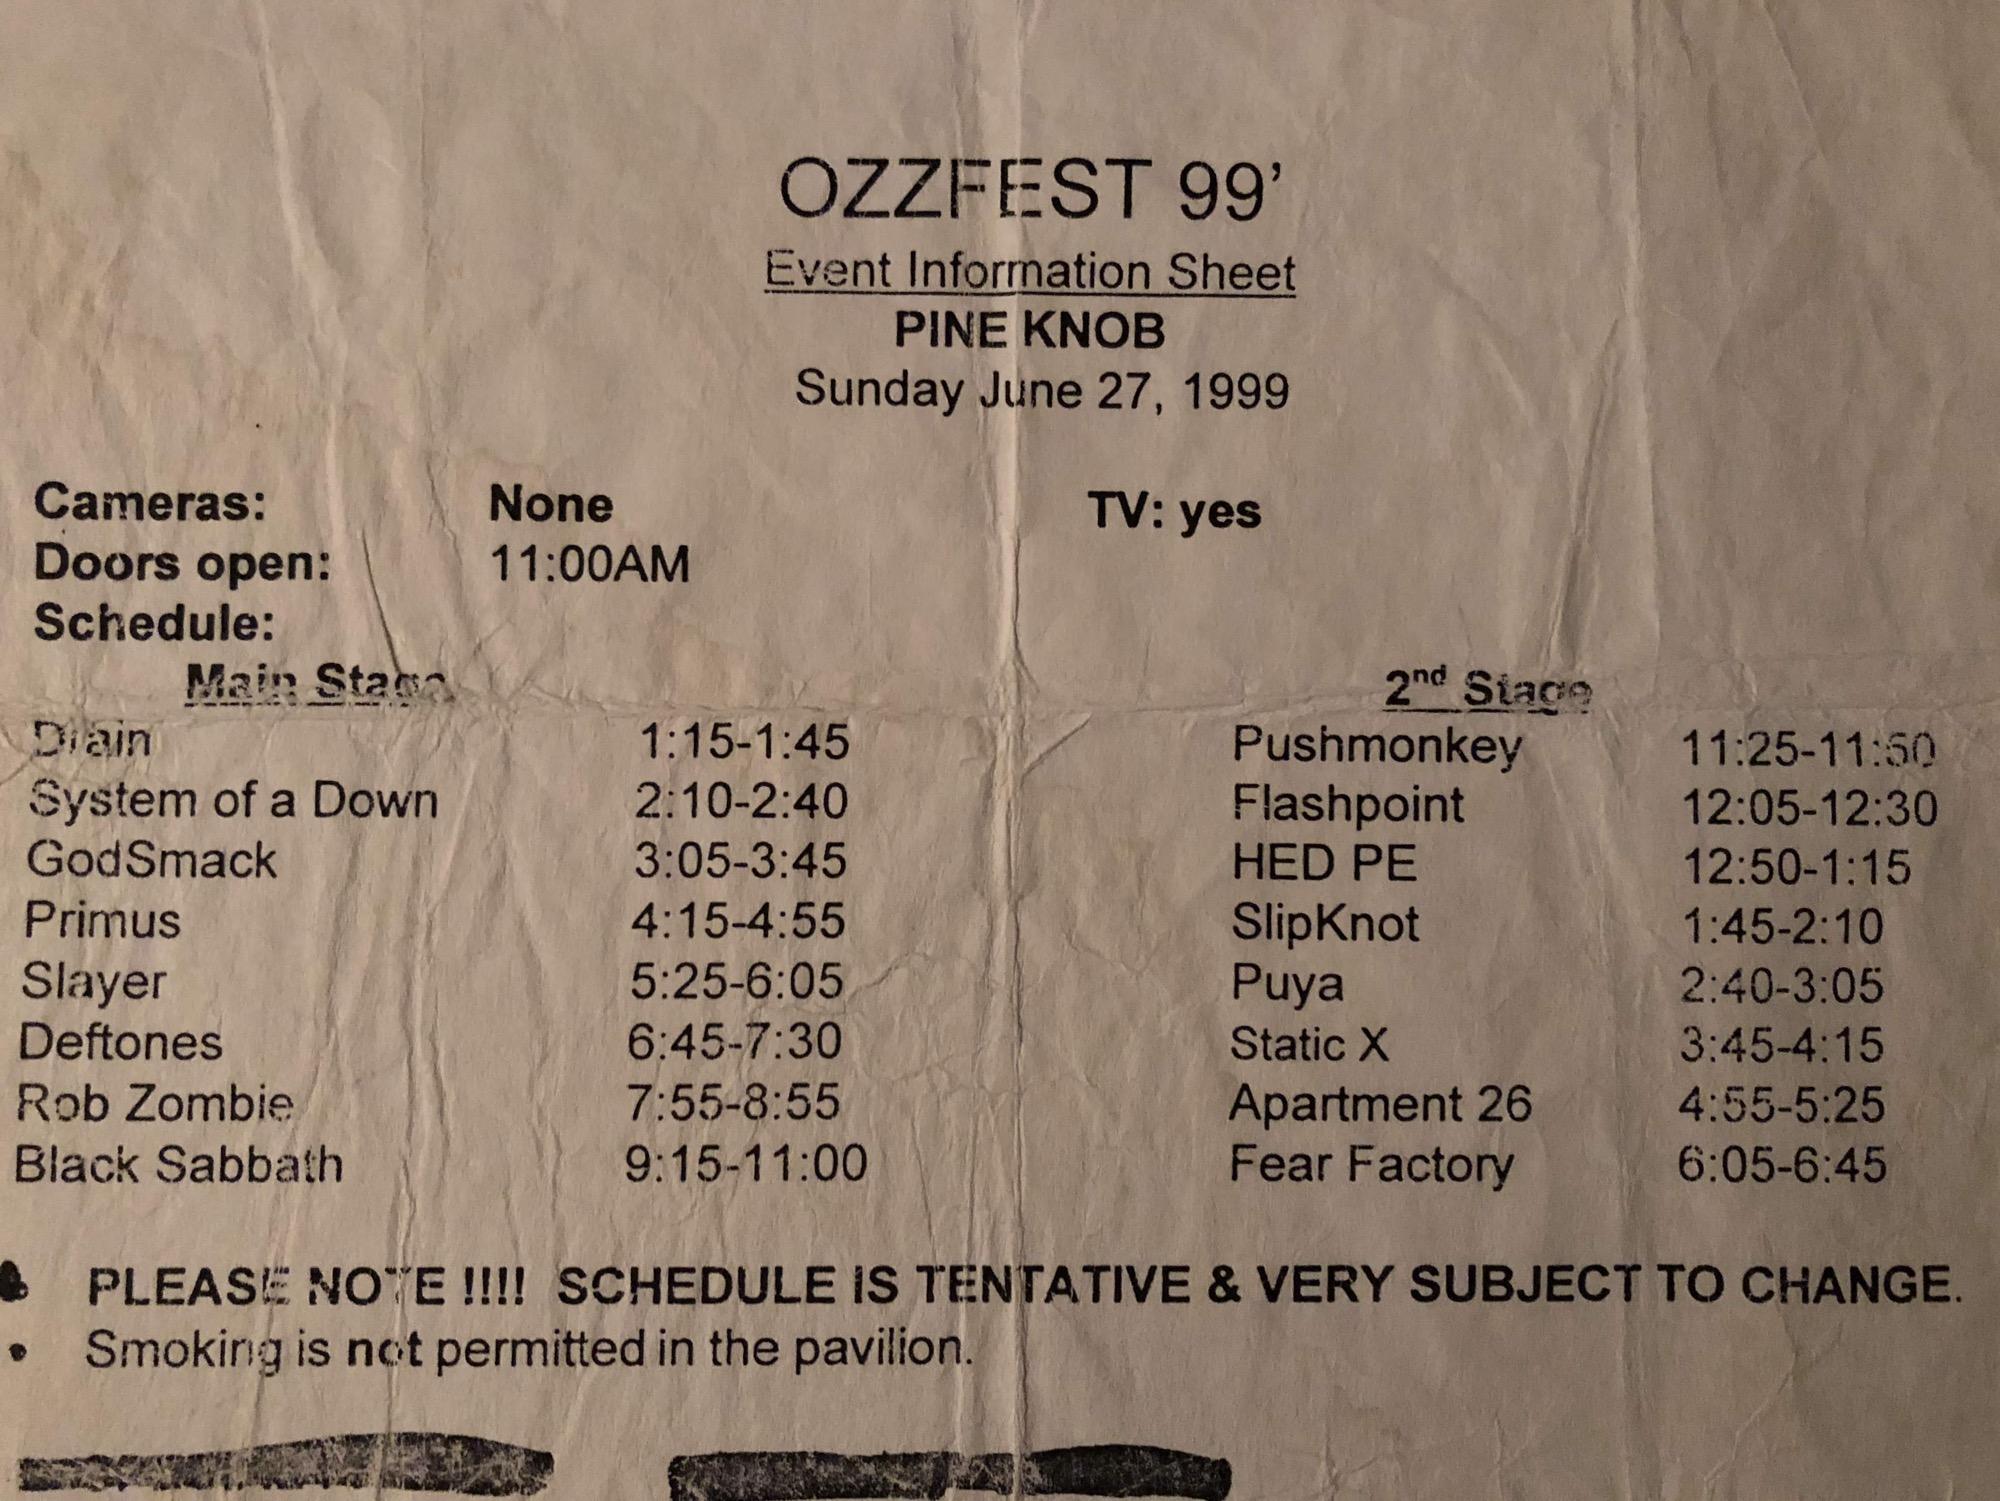 OZZFEST 99'
Event Information Sheet
PINE KNOB
Sunday June 27, 1999
Cameras: None TV: yes
Doors open: 11:00AM
Schedule:
Main Stage 2nd Stage
Drain 1:15-1:45 Pushmonkey 11:25-11:50
System of a Down 2:10-2:40 Flashpoint 12:05-12:30
GodSmack 3:05-3:45 HED PE 12:50-1:15
Primus 4:15-4:55 SlipKnot 1:45-2:10
Slayer 5:25-6:05 Puya 2:40-3:05
Deftones 6:45-7:30 Static X 3:45-4:15
Rob Zombie 7:55-8:55 Apartment 26 4:55-5:25
Black Sabbath 9:15-11:00 Fear Factory 6:05-6:45
PLEASE NOTE !!!! SCHEDULE IS TENTATIVE & VERY SUBJECT TO CHANGE.
• Smoking is not permitted in the pavilion.